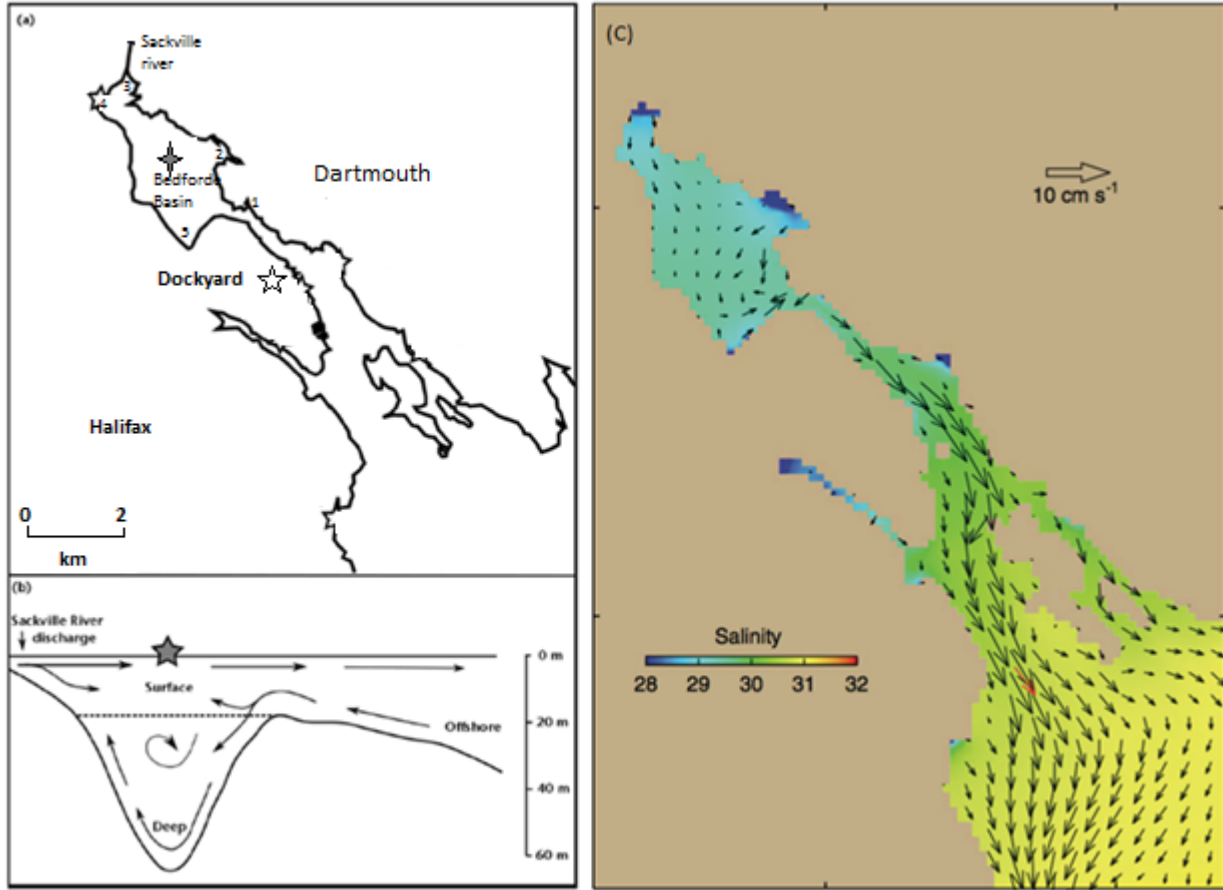 (a)
Sackville
river
3
4
2
Bedforde
Basin
1
5
Dartmouth
Dockyard
Halifax
0 2
km
(b)
Sackville River
discharge
0 m
Surface
Offshore
20 m
40 m
Deep
60 m
(C)
10 cm s⁻¹
Salinity
28 29 30 31 32